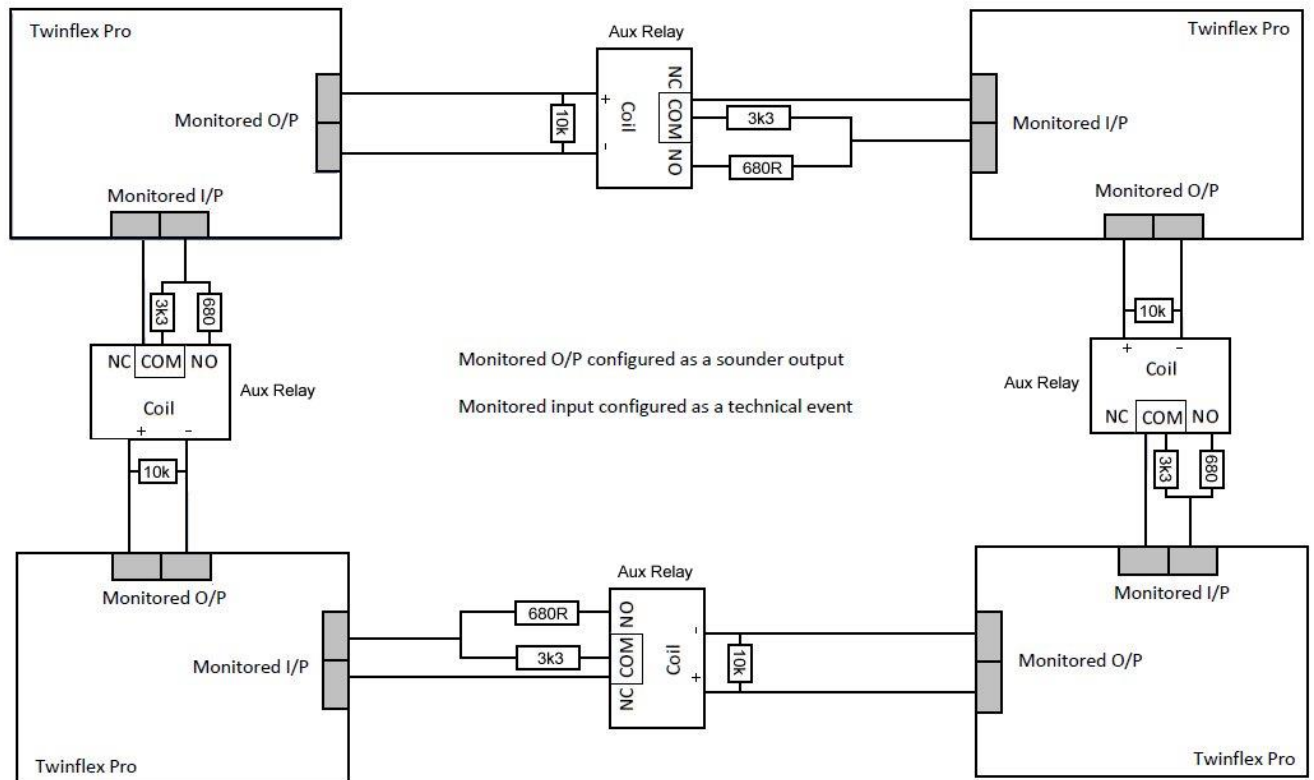 Twinflex Pro
Monitored O/P
Monitored I/P
Aux Relay
10k
+
-
Coil
NC COM NO
3k3
680R
Twinflex Pro
Monitored I/P
Monitored O/P
3k3
680
NC COM NO
Coil
+ -
Aux Relay
10k
Monitored O/P configured as a sounder output
Monitored input configured as a technical event
10k
+ -
Coil
Aux Relay
NC COM NO
3k3
680
Monitored O/P
Monitored I/P
Twinflex Pro
Aux Relay
680R
3k3
NC COM NO
Coil
-
+
10k
Monitored I/P
Monitored O/P
Twinflex Pro